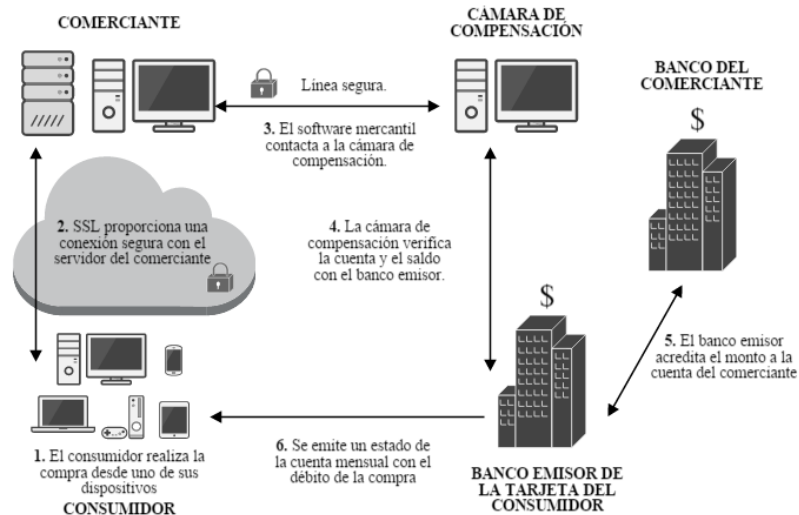 COMERCIANTE
CÁMARA DE
COMPENSACIÓN
BANCO DEL
COMERCIANTE
$
Línea segura.
3. El software mercantil
contacta a la cámara de
compensación.
2. SSL proporciona una
conexión segura con el
servidor del comerciante
4. La cámara de
compensación verifica
la cuenta y el saldo
con el banco emisor.
$
5. El banco emisor
acredita el monto a la
cuenta del comerciante
1. El consumidor realiza la
compra desde uno de sus
dispositivos
CONSUMIDOR
6. Se emite un estado de
la cuenta mensual con el
débito de la compra
BANCO EMISOR DE
LA TARJETA DEL
CONSUMIDOR